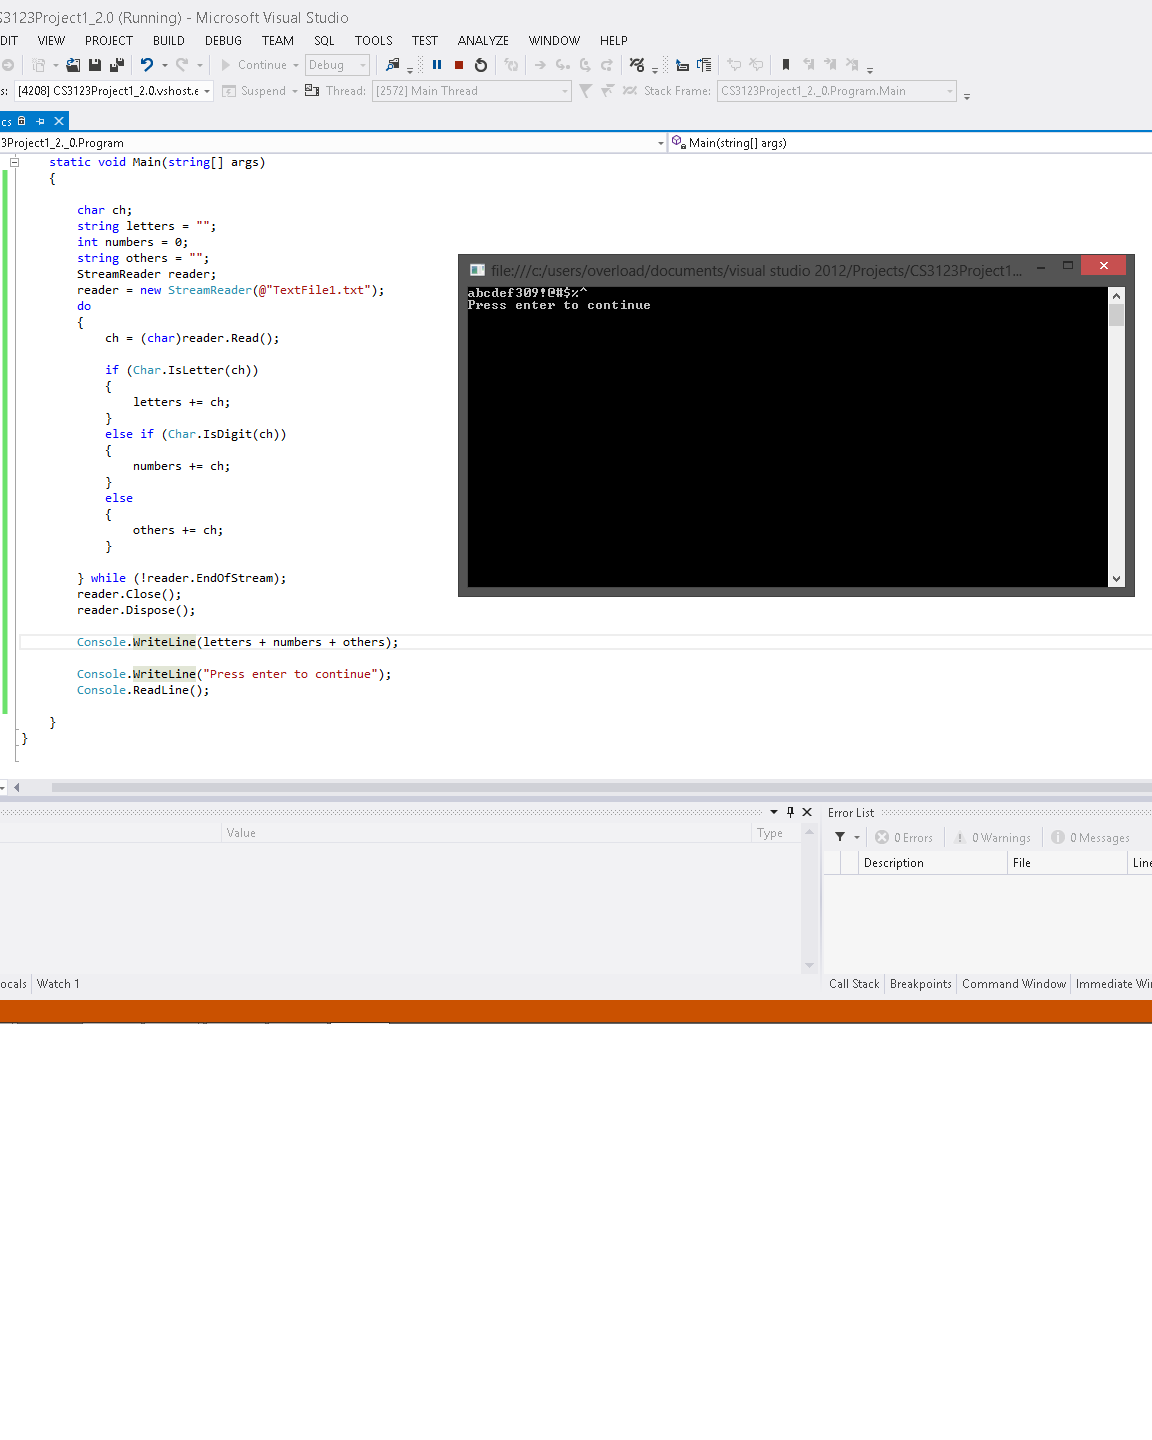 S3123Project1_2.0 (Running) - Microsoft Visual Studio
DIT VIEW PROJECT BUILD DEBUG TEAM SQL TOOLS TEST ANALYZE WINDOW HELP
Continue Debug
s: [4208] CS3123Project1_2.0.vshost.e Suspend Thread: [2572] Main Thread Stack Frame: CS3123Project1_2._0.Program.Main
cs
3Project1_2._0.Program Main(string[] args)
static void Main(string[] args)
{
char ch;
string letters = "";
int numbers = 0;
string others = "";
StreamReader reader;
reader = new StreamReader(@"TextFile1.txt");
do
{
ch = (char)reader.Read();
if (Char.IsLetter(ch))
{
letters += ch;
}
else if (Char.IsDigit(ch))
{
numbers += ch;
}
else
{
others += ch;
}
} while (!reader.EndOfStream);
reader.Close();
reader.Dispose();
Console.WriteLine(letters + numbers + others);
Console.WriteLine("Press enter to continue");
Console.ReadLine();
}
}
file:///c:/users/overload/documents/visual studio 2012/Projects/CS3123Project1...
abcdef309!@#$%^
Press enter to continue
Value Type
ocals Watch 1
Error List
0 Errors 0 Warnings 0 Messages
Description File Line
Call Stack Breakpoints Command Window Immediate Wi